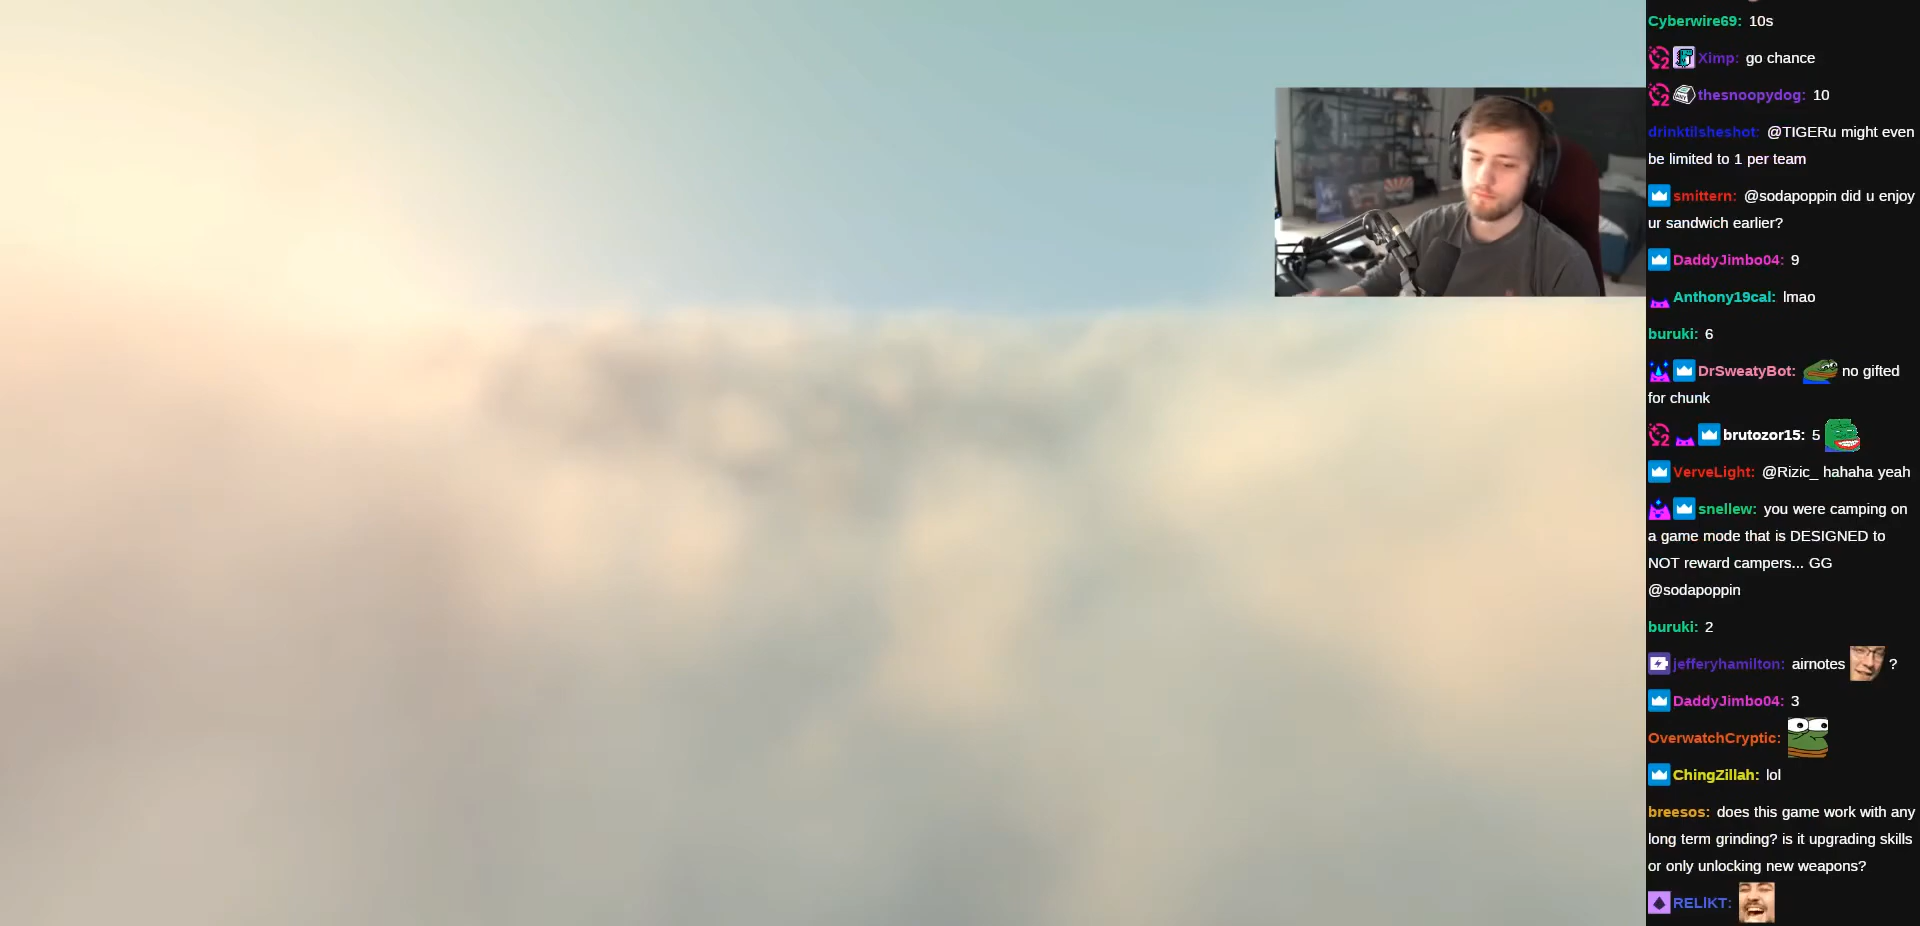 Cyberwire69: 10s
Ximp: go chance
thesnoopydog: 10
drinktilsheshot: @TIGERu might even
be limited to 1 per team
smittern: @sodapoppin did u enjoy
ur sandwich earlier?
DaddyJimbo04: 9
Anthony19cal: lmao
buruki: 6
DrSweatyBot: no gifted
for chunk
brutozor15: 5
VerveLight: @Rizic_ hahaha yeah
snellew: you were camping on
a game mode that is DESIGNED to
NOT reward campers... GG
@sodapoppin
buruki: 2
jefferyhamilton: airnotes ?
DaddyJimbo04: 3
OverwatchCryptic:
ChingZillah: lol
breesos: does this game work with any
long term grinding? is it upgrading skills
or only unlocking new weapons?
RELIKT: